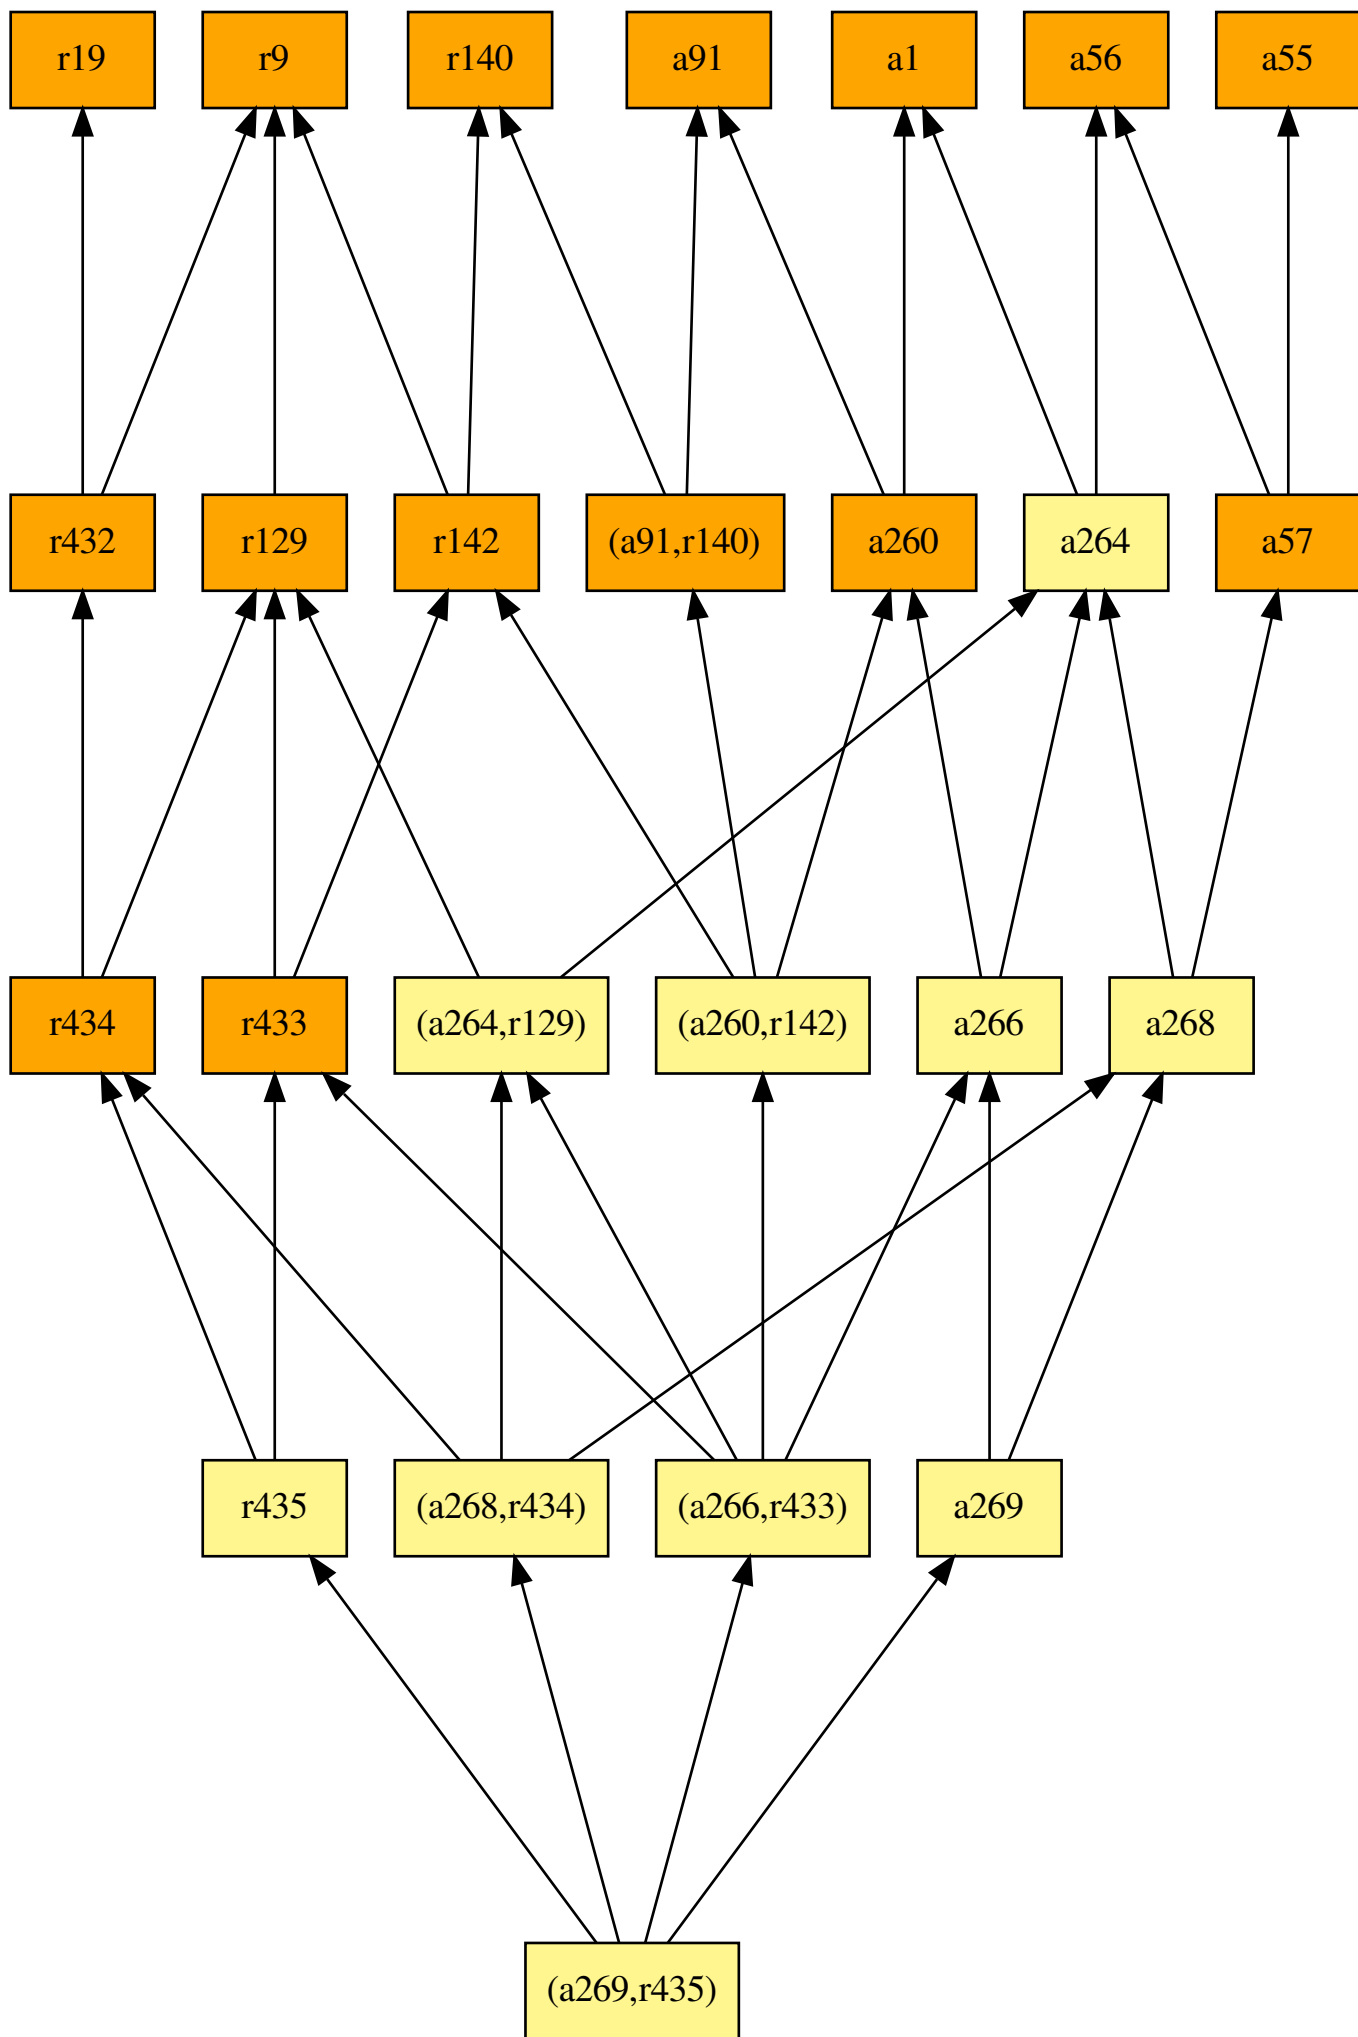 r19 r9 r140 a91 a1 a56 a55
r432 r129 r142 (a91,r140) a260 a264 a57
r434 r433 (a264,r129) (a260,r142) a266 a268
r435 (a268,r434) (a266,r433) a269
(a269,r435)